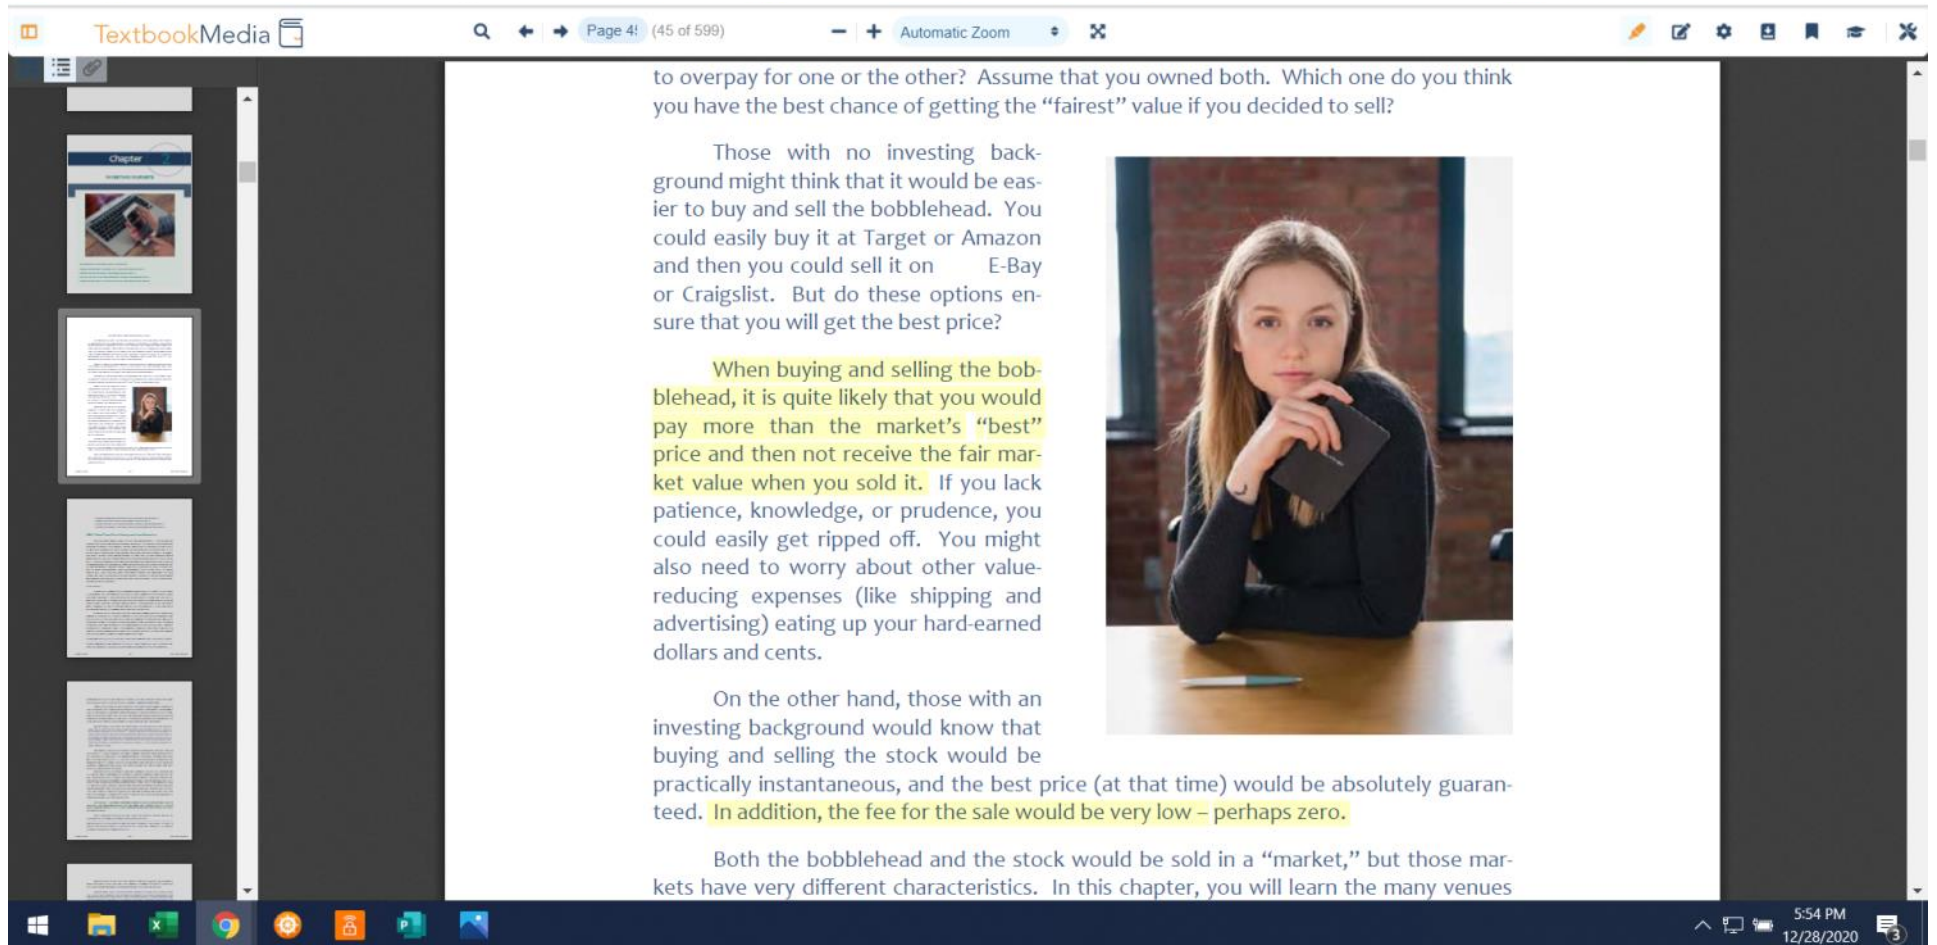 TextbookMedia
Page 4! (45 of 599)
Automatic Zoom
Chapter 2
to overpay for one or the other? Assume that you owned both. Which one do you think
you have the best chance of getting the “fairest” value if you decided to sell?
Those with no investing back-
ground might think that it would be eas-
ier to buy and sell the bobblehead. You
could easily buy it at Target or Amazon
and then you could sell it on E-Bay
or Craigslist. But do these options en-
sure that you will get the best price?
When buying and selling the bob-
blehead, it is quite likely that you would
pay more than the market’s “best”
price and then not receive the fair mar-
ket value when you sold it. If you lack
patience, knowledge, or prudence, you
could easily get ripped off. You might
also need to worry about other value-
reducing expenses (like shipping and
advertising) eating up your hard-earned
dollars and cents.
On the other hand, those with an
investing background would know that
buying and selling the stock would be
practically instantaneous, and the best price (at that time) would be absolutely guaran-
teed. In addition, the fee for the sale would be very low – perhaps zero.
Both the bobblehead and the stock would be sold in a “market,” but those mar-
kets have very different characteristics. In this chapter, you will learn the many venues
5:54 PM
12/28/2020
3